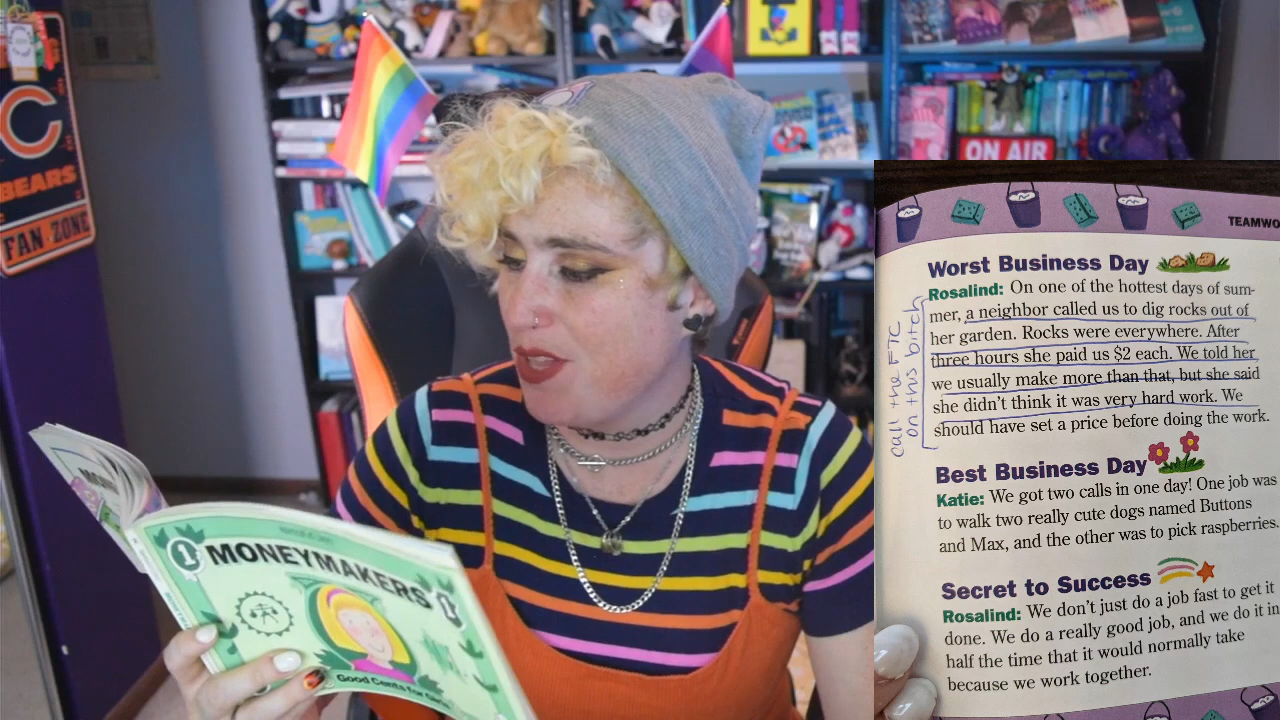 C
BEARS
FAN ZONE
ON AIR
1 MONEYMAKERS 1
Good Cents for Girls
TEAMWO
Worst Business Day
Rosalind: On one of the hottest days of sum-
mer, a neighbor called us to dig rocks out of
her garden. Rocks were everywhere. After
three hours she paid us $2 each. We told her
we usually make more than that, but she said
she didn't think it was very hard work. We
should have set a price before doing the work.
call the FTC
on this bitch
Best Business Day
Katie: We got two calls in one day! One job was
to walk two really cute dogs named Buttons
and Max, and the other was to pick raspberries
Secret to Success
Rosalind: We don't just do a job fast to get it
done. We do a really good job, and we do it in
half the time that it would normally take
because we work together.